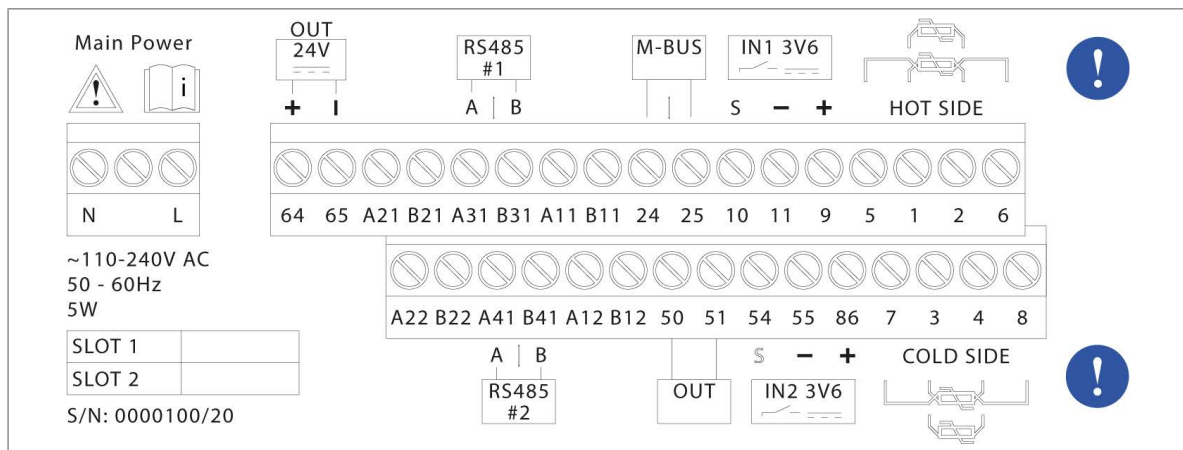 Main Power
OUT
24V
RS485
#1
M-BUS
IN1 3V6
! i
+ I
A B
S − +
HOT SIDE
!
N L
64 65 A21 B21 A31 B31 A11 B11 24 25 10 11 9 5 1 2 6
~110-240V AC
50 - 60Hz
5W
A22 B22 A41 B41 A12 B12 50 51 54 55 86 7 3 4 8
SLOT 1
SLOT 2
S/N: 0000100/20
A B
RS485
#2
OUT
S − +
IN2 3V6
COLD SIDE
!